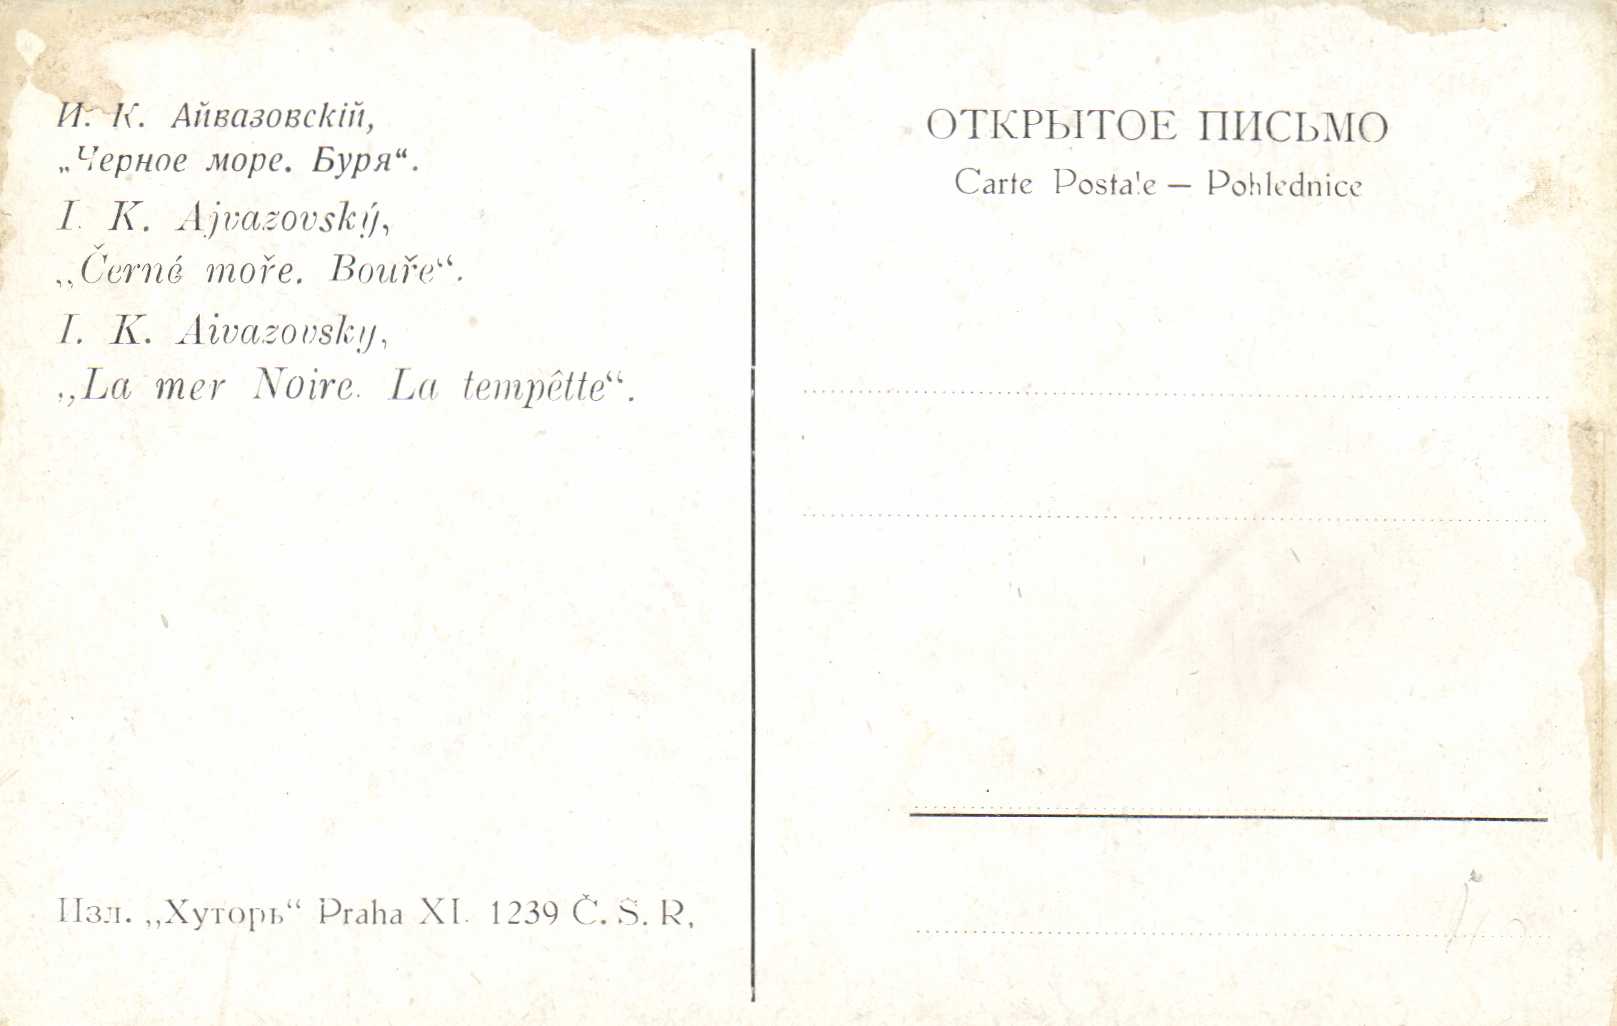 И. К. Айвазовскій,
„Черное море. Буря“.
I. K. Ajvazovský,
„Černé moře. Bouře“.
I. K. Aivazovsky,
„La mer Noire. La tempêtte“.
Изд. „Хуторъ“ Praha XI. 1239 Č. S. R.
ОТКРЫТОЕ ПИСЬМО
Carte Postale — Pohlednice